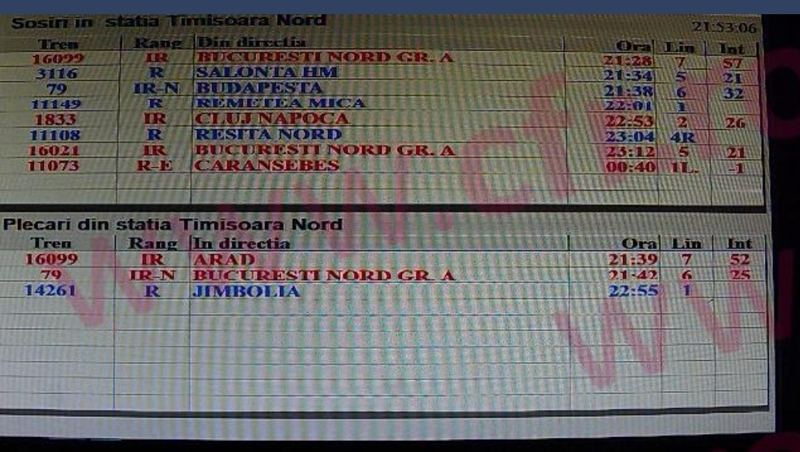 Sosiri in statia Timisoara Nord 21:53:06
Tren Rang Din directia Ora Lin Int
16099 IR BUCURESTI NORD GR. A 21:28 7 57
3116 R SALONTA HM 21:34 5 21
79 IR-N BUDAPESTA 21:38 6 32
11149 R REMETEA MICA 22:01 1
1833 IR CLUJ NAPOCA 22:53 2 26
11108 R RESITA NORD 23:04 4R
16021 IR BUCURESTI NORD GR. A 23:12 5 21
11073 R-E CARANSEBES 00:40 1L. -1
Plecari din statia Timisoara Nord
Tren Rang In directia Ora Lin Int
16099 IR ARAD 21:39 7 52
79 IR-N BUCURESTI NORD GR. A 21:42 6 25
14261 R JIMBOLIA 22:55 1